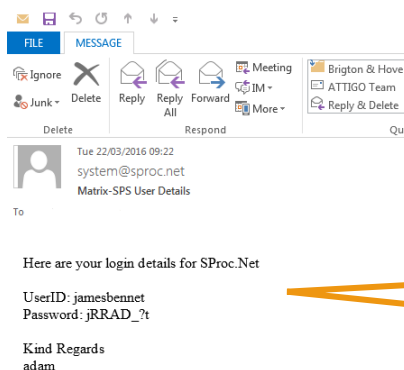 FILE MESSAGE
Ignore
Junk
Delete
Reply
Reply All
Forward
Meeting
IM
More
Brigton & Hove
ATTIGO Team
Reply & Delete
Delete Respond Qu
Tue 22/03/2016 09:22
system@sproc.net
Matrix-SPS User Details
To
Here are your login details for SProc.Net
UserID: jamesbennet
Password: jRRAD_?t
Kind Regards
adam